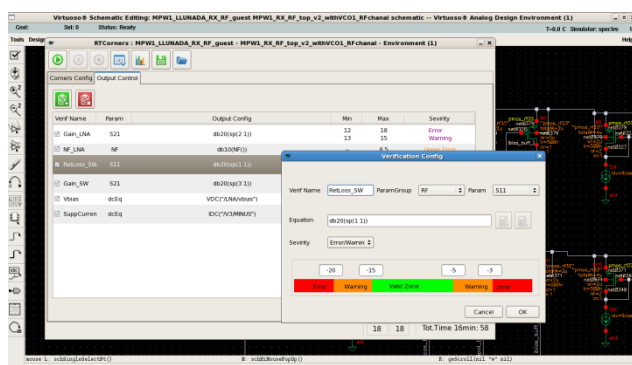 Virtuoso® Schematic Editing: MPW1_LLUNADA_RX_RF_guest MPW1_RX_RF_top_v2_withVCO1_RFchanal schematic -- Virtuoso® Analog Design Environment (1)
Cmd: Sel: 0 Status: Ready T=0.0 C Simulator: spectre 1
Tools Design Help
RTCorners : MPW1_LLUNADA_RX_RF_guest - MPW1_RX_RF_top_v2_withVCO1_RFchanal - Environment (1)
Corners Config Output Control
Verif Name Param Output Config Min Max Sevirity
Gain_LNA S21 db20(sp(2 1)) 12 18 Error
13 15 Warning
NF_LNA NF db10(NF()) -- 6.5
RetLoss_SW S11 db20(sp(1 1))
Gain_SW S21 db20(sp(3 1))
Vbias dcEq VDC("/LNA/vbias")
SuppCurren dcEq IDC("/V3/MINUS")
Verification Config
Verif Name RetLoss_SW ParamGroup RF Param S11
Equation db20(sp(1 1))
Sevirity Error/Warnin
-20 -15 -5 -3
Error Warning Valid Zone Warning Error
Cancel OK
18 18 Tot.Time 16min: 58
mouse L: schSingleSelectPt() M: schHiMousePopUp() R: geScroll(nil "e" nil)